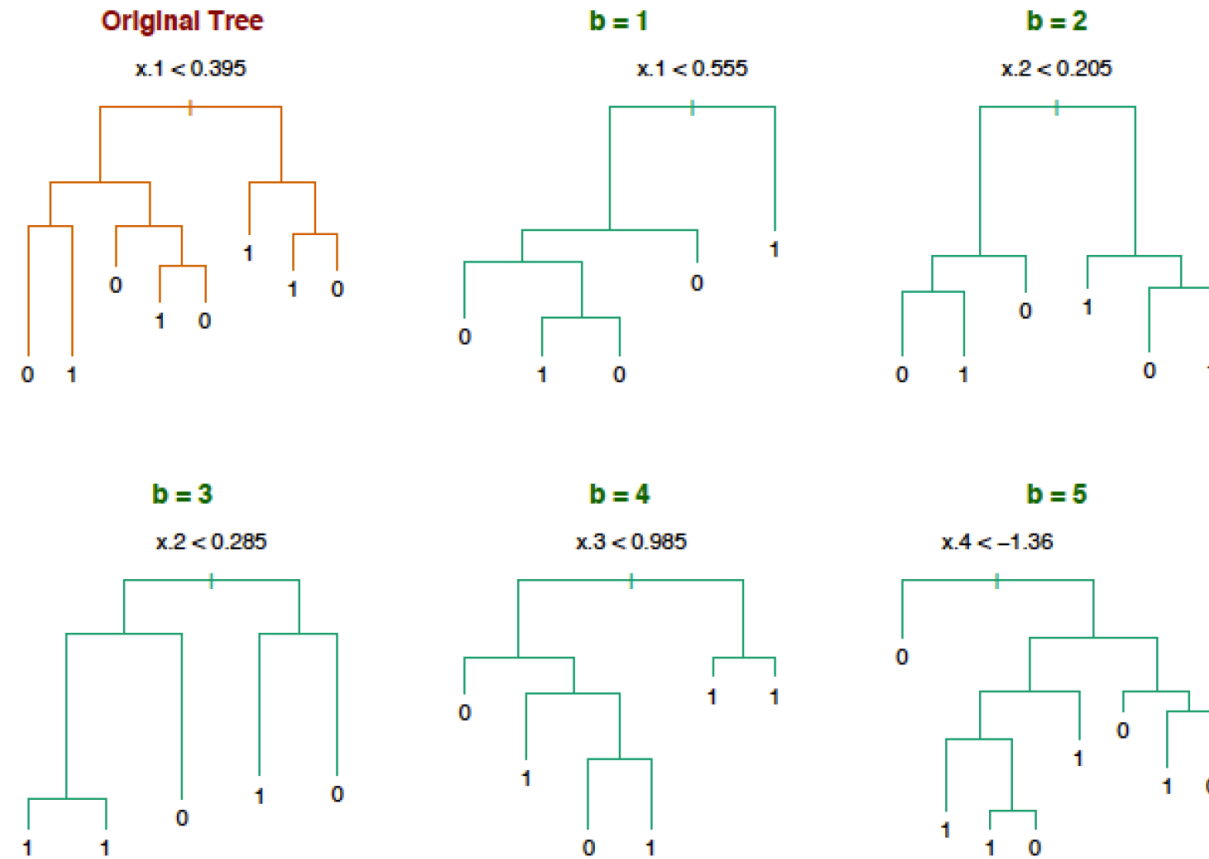 Original Tree
x.1 < 0.395
1
0
1 0
1 0
0 1
b = 1
x.1 < 0.555
1
0
0
1 0
b = 2
x.2 < 0.205
0 1
0 1 0
b = 3
x.2 < 0.285
1 0
0
1 1
b = 4
x.3 < 0.985
1 1
0
1
0 1
b = 5
x.4 < −1.36
0
0
1
1
1
1 0